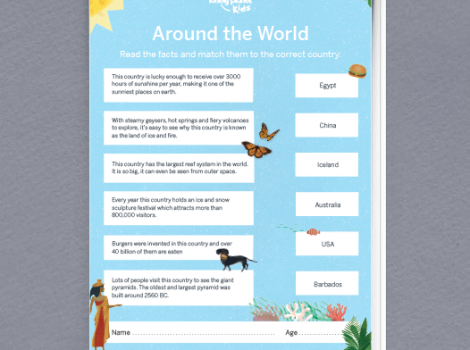 lonely planet
Kids
Around the World
Read the facts and match them to the correct country.
This country is lucky enough to receive over 3000
hours of sunshine per year, making it one of the
sunniest places on earth.
Egypt
With steamy geysers, hot springs and fiery volcanoes
to explore, it's easy to see why this country is known
as the land of ice and fire.
China
This country has the largest reef system in the world.
It is so big, it can even be seen from outer space.
Iceland
Every year this country holds an ice and snow
sculpture festival which attracts more than
800,000 visitors.
Australia
Burgers were invented in this country and over
40 billion of them are eaten
USA
Lots of people visit this country to see the giant
pyramids. The oldest and largest pyramid was
built around 2560 BC.
Barbados
Name
Age